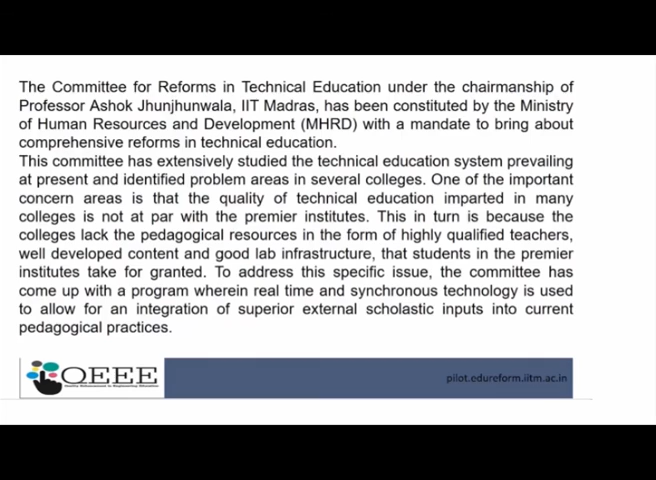 The Committee for Reforms in Technical Education under the chairmanship of
Professor Ashok Jhunjhunwala, IIT Madras, has been constituted by the Ministry
of Human Resources and Development (MHRD) with a mandate to bring about
comprehensive reforms in technical education.
This committee has extensively studied the technical education system prevailing
at present and identified problem areas in several colleges. One of the important
concern areas is that the quality of technical education imparted in many
colleges is not at par with the premier institutes. This in turn is because the
colleges lack the pedagogical resources in the form of highly qualified teachers,
well developed content and good lab infrastructure, that students in the premier
institutes take for granted. To address this specific issue, the committee has
come up with a program wherein real time and synchronous technology is used
to allow for an integration of superior external scholastic inputs into current
pedagogical practices.
QEEE
Quality Enhancement in Engineering Education
pilot.edureform.iitm.ac.in